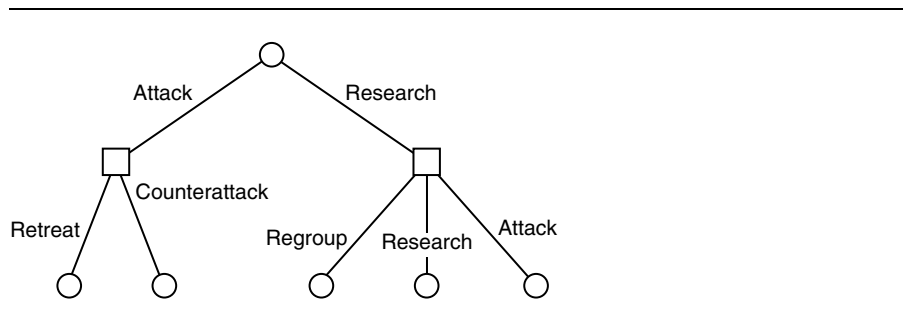 Attack
Research
Counterattack
Retreat
Regroup
Research
Attack